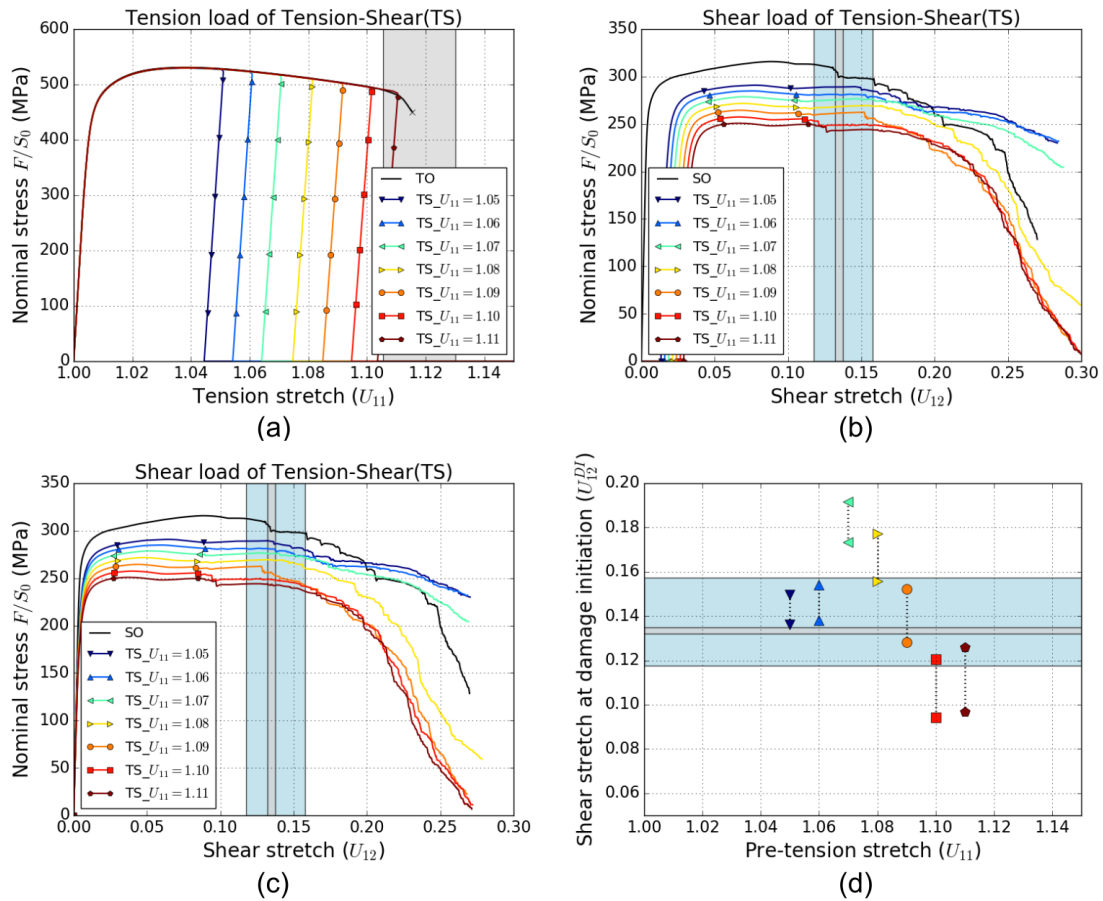 Tension load of Tension-Shear(TS)
Nominal stress F/S₀ (MPa)
600
500
400
300
200
100
0
TO
TS_U₁₁=1.05
TS_U₁₁=1.06
TS_U₁₁=1.07
TS_U₁₁=1.08
TS_U₁₁=1.09
TS_U₁₁=1.10
TS_U₁₁=1.11
1.00 1.02 1.04 1.06 1.08 1.10 1.12 1.14
Tension stretch (U₁₁)
(a)
Shear load of Tension-Shear(TS)
Nominal stress F/S₀ (MPa)
350
300
250
200
150
100
50
0
SO
TS_U₁₁=1.05
TS_U₁₁=1.06
TS_U₁₁=1.07
TS_U₁₁=1.08
TS_U₁₁=1.09
TS_U₁₁=1.10
TS_U₁₁=1.11
0.00 0.05 0.10 0.15 0.20 0.25 0.30
Shear stretch (U₁₂)
(b)
Shear load of Tension-Shear(TS)
Nominal stress F/S₀ (MPa)
350
300
250
200
150
100
50
0
SO
TS_U₁₁=1.05
TS_U₁₁=1.06
TS_U₁₁=1.07
TS_U₁₁=1.08
TS_U₁₁=1.09
TS_U₁₁=1.10
TS_U₁₁=1.11
0.00 0.05 0.10 0.15 0.20 0.25 0.30
Shear stretch (U₁₂)
(c)
Shear stretch at damage initiation (U₁₂ᴰᴵ)
0.20
0.18
0.16
0.14
0.12
0.10
0.08
0.06
1.00 1.02 1.04 1.06 1.08 1.10 1.12 1.14
Pre-tension stretch (U₁₁)
(d)